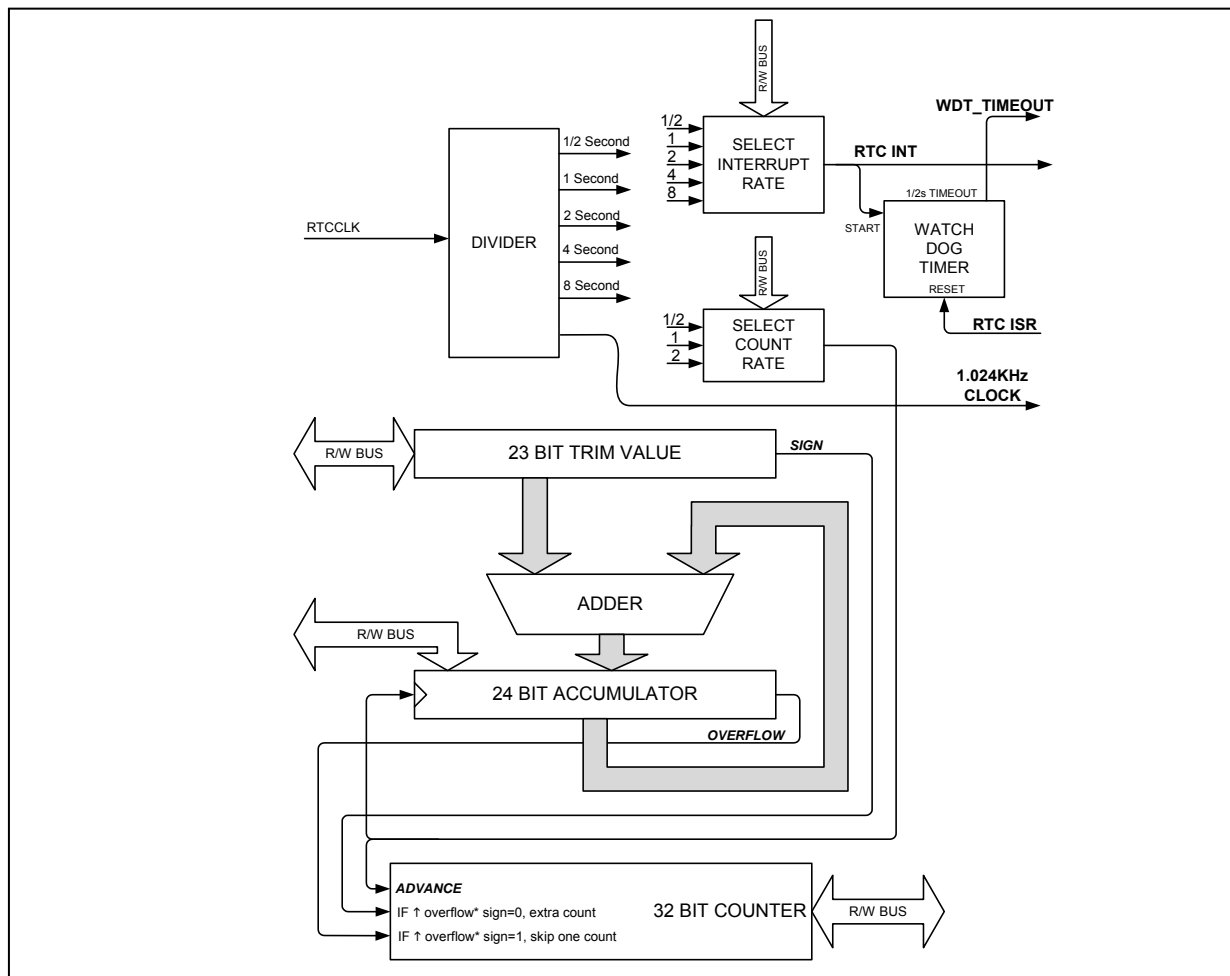 R/W BUS
WDT_TIMEOUT
1/2
1
2
4
8
SELECT
INTERRUPT
RATE
RTC INT
1/2 Second
1 Second
2 Second
4 Second
8 Second
RTCCLK
DIVIDER
1/2s TIMEOUT
START
WATCH
DOG
TIMER
RESET
RTC ISR
R/W BUS
1/2
1
2
SELECT
COUNT
RATE
1.024KHz
CLOCK
R/W BUS
23 BIT TRIM VALUE
SIGN
ADDER
R/W BUS
24 BIT ACCUMULATOR
OVERFLOW
ADVANCE
IF ↑ overflow* sign=0, extra count
IF ↑ overflow* sign=1, skip one count
32 BIT COUNTER
R/W BUS